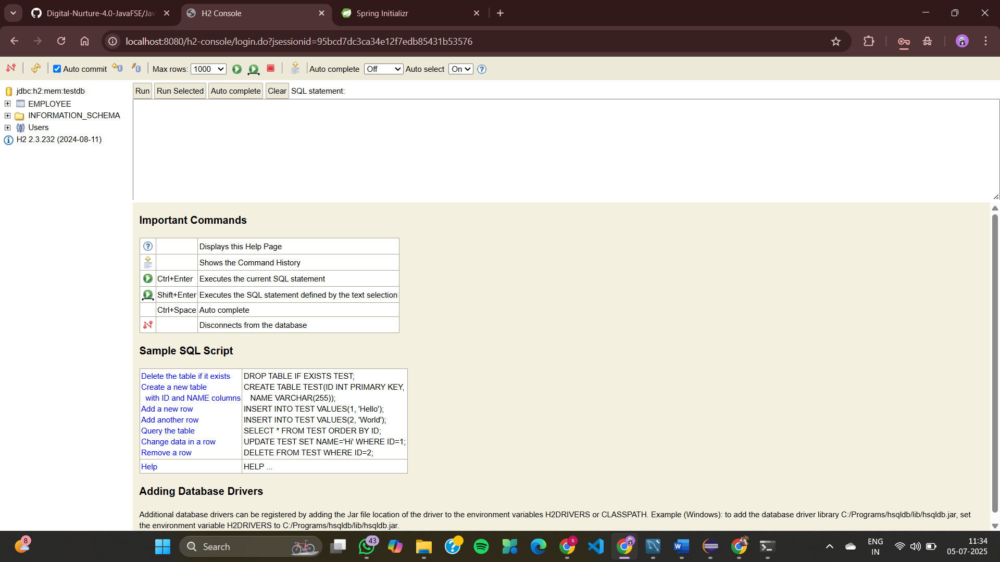 Digital-Nurture-4.0-JavaFSE/Jav
H2 Console
Spring Initializr
localhost:8080/h2-console/login.do?jsessionid=95bcd7dc3ca34e12f7edb85431b53576
Auto commit
Max rows: 1000
Auto complete Off
Auto select On
jdbc:h2:mem:testdb
EMPLOYEE
INFORMATION_SCHEMA
Users
H2 2.3.232 (2024-08-11)
Run
Run Selected
Auto complete
Clear
SQL statement:
Important Commands
Displays this Help Page
Shows the Command History
Ctrl+Enter Executes the current SQL statement
Shift+Enter Executes the SQL statement defined by the text selection
Ctrl+Space Auto complete
Disconnects from the database
Sample SQL Script
Delete the table if it exists DROP TABLE IF EXISTS TEST;
Create a new table CREATE TABLE TEST(ID INT PRIMARY KEY,
with ID and NAME columns NAME VARCHAR(255));
Add a new row INSERT INTO TEST VALUES(1, 'Hello');
Add another row INSERT INTO TEST VALUES(2, 'World');
Query the table SELECT * FROM TEST ORDER BY ID;
Change data in a row UPDATE TEST SET NAME='Hi' WHERE ID=1;
Remove a row DELETE FROM TEST WHERE ID=2;
Help HELP ...
Adding Database Drivers
Additional database drivers can be registered by adding the Jar file location of the driver to the environment variables H2DRIVERS or CLASSPATH. Example (Windows): to add the database driver library C:/Programs/hsqldb/lib/hsqldb.jar, set
the environment variable H2DRIVERS to C:/Programs/hsqldb/lib/hsqldb.jar.
8
Search
43
S
ENG
IN
11:34
05-07-2025